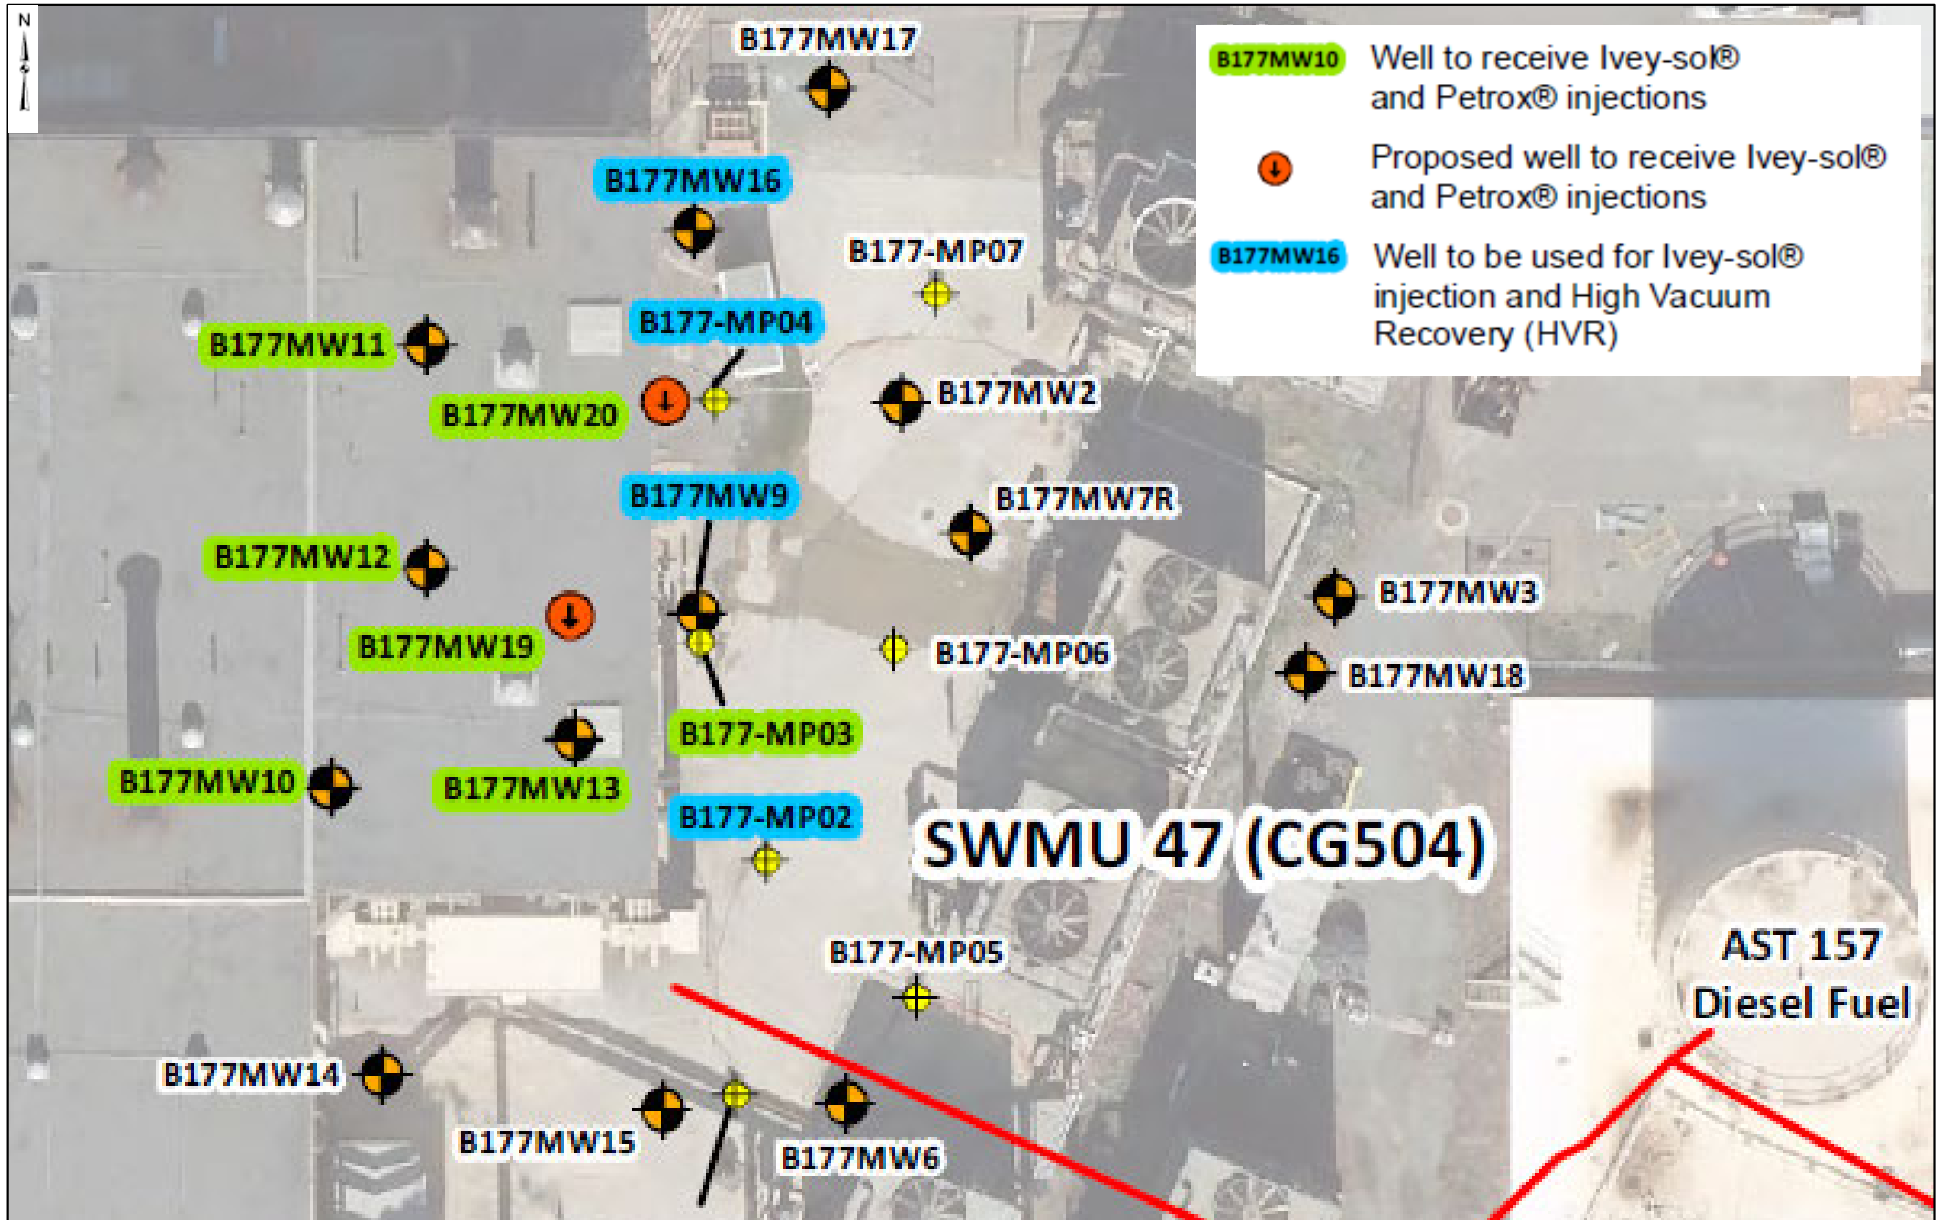 N
B177MW17
B177MW10
Well to receive Ivey-sol®
and Petrox® injections
Proposed well to receive Ivey-sol®
and Petrox® injections
B177MW16
Well to be used for Ivey-sol®
injection and High Vacuum
Recovery (HVR)
B177MW16
B177-MP07
B177-MP04
B177MW11
B177MW20
B177MW2
B177MW9
B177MW7R
B177MW12
B177MW3
B177MW19
B177-MP06
B177MW18
B177-MP03
B177MW10
B177MW13
B177-MP02
SWMU 47 (CG504)
B177-MP05
AST 157
Diesel Fuel
B177MW14
B177MW15
B177MW6